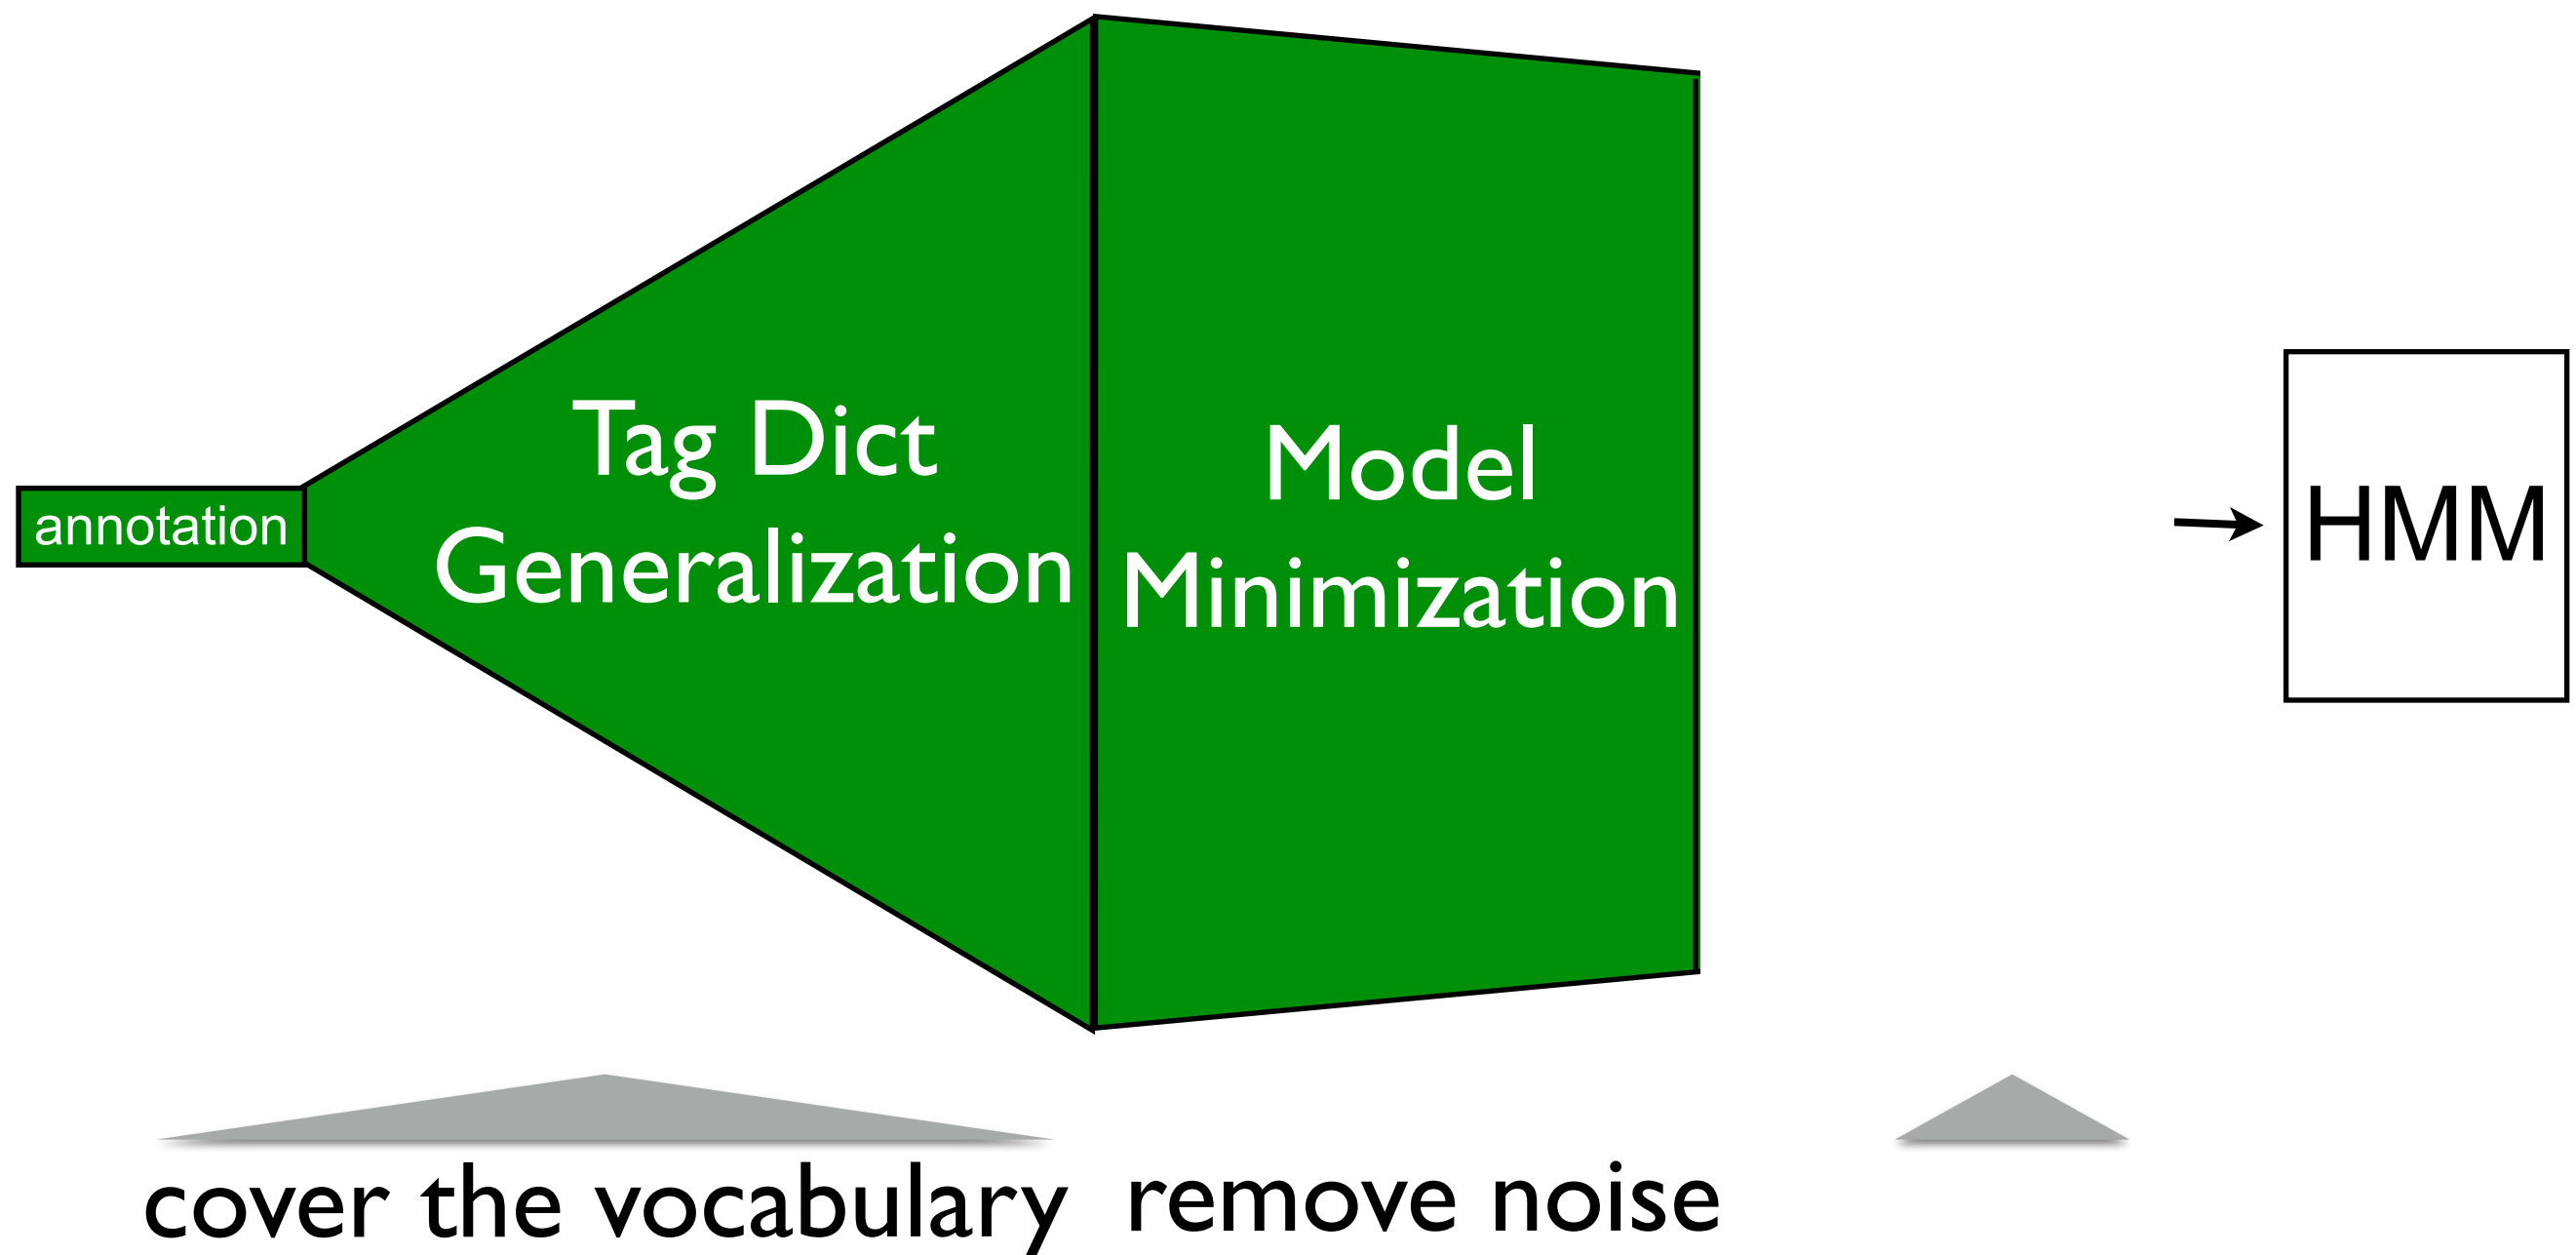 annotation
Tag Dict
Generalization
Model
Minimization
HMM
cover the vocabulary
remove noise